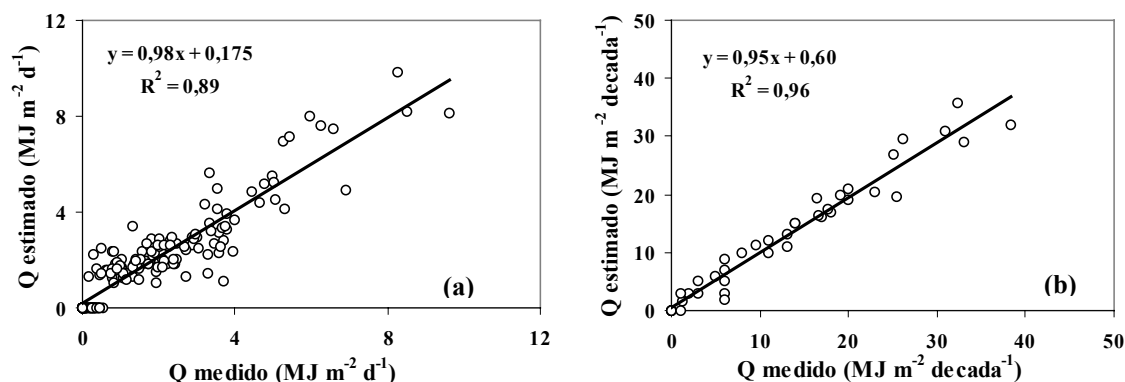 12
8
4
0
0 4 8 12
Q estimado (MJ m⁻² d⁻¹)
Q medido (MJ m⁻² d⁻¹)
y = 0,98x + 0,175
R² = 0,89
(a)
50
40
30
20
10
0
0 10 20 30 40 50
Q estimado (MJ m⁻² decada⁻¹)
Q medido (MJ m⁻² decada⁻¹)
y = 0,95x + 0,60
R² = 0,96
(b)